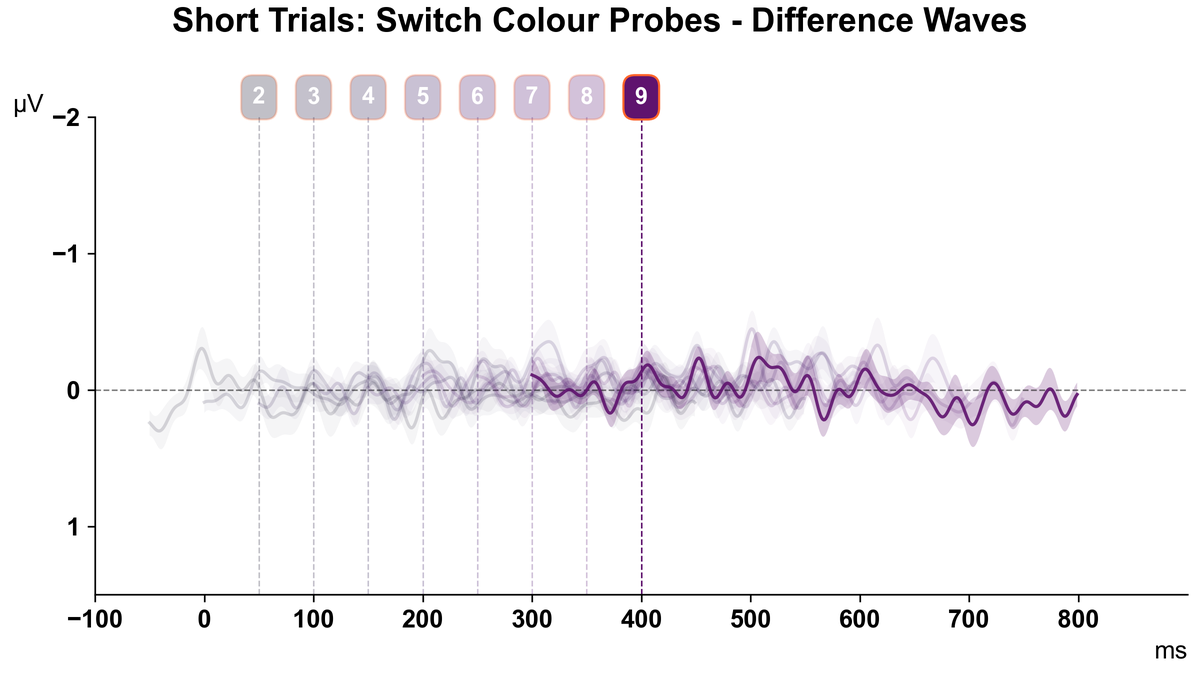 Short Trials: Switch Colour Probes - Difference Waves
2 3 4 5 6 7 8 9
µV
−2
−1
0
1
−100 0 100 200 300 400 500 600 700 800
ms